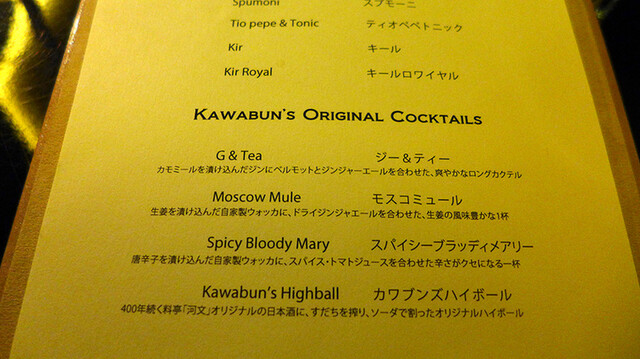 Spumoni スプモーニ
Tio pepe & Tonic ティオペペトニック
Kir キール
Kir Royal キールロワイヤル
KAWABUN'S ORIGINAL COCKTAILS
G & Tea ジー＆ティー
カモミールを漬け込んだジンにベルモットとジンジャーエールを合わせた、爽やかなロングカクテル
Moscow Mule モスコミュール
生姜を漬け込んだ自家製ウォッカに、ドライジンジャエールを合わせた、生姜の風味豊かな1杯
Spicy Bloody Mary スパイシーブラッディメアリー
唐辛子を漬け込んだ自家製ウォッカに、スパイス・トマトジュースを合わせた辛さがクセになる一杯
Kawabun's Highball カワブンズハイボール
400年続く料亭「河文」オリジナルの日本酒に、すだちを搾り、ソーダで割ったオリジナルハイボール